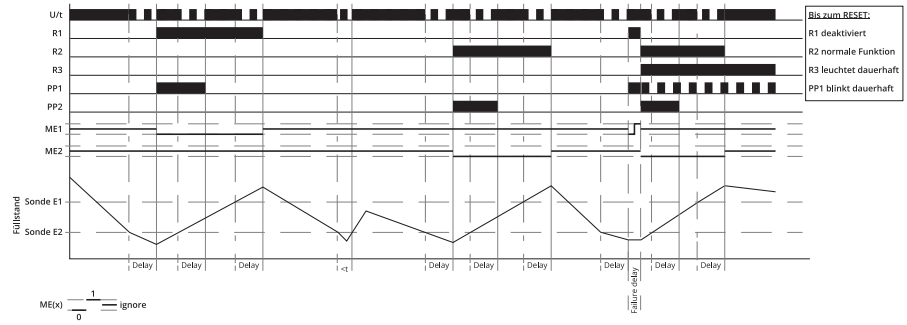 U/t
Bis zum RESET:
R1
R1 deaktiviert
R2
R2 normale Funktion
R3
R3 leuchtet dauerhaft
PP1
PP1 blinkt dauerhaft
PP2
ME1
ME2
Füllstand
Sonde E1
Sonde E2
Delay
Delay
Delay
<t
Delay
Delay
Delay
Delay
Failure delay
Delay
Delay
ME(x)
1
0
ignore